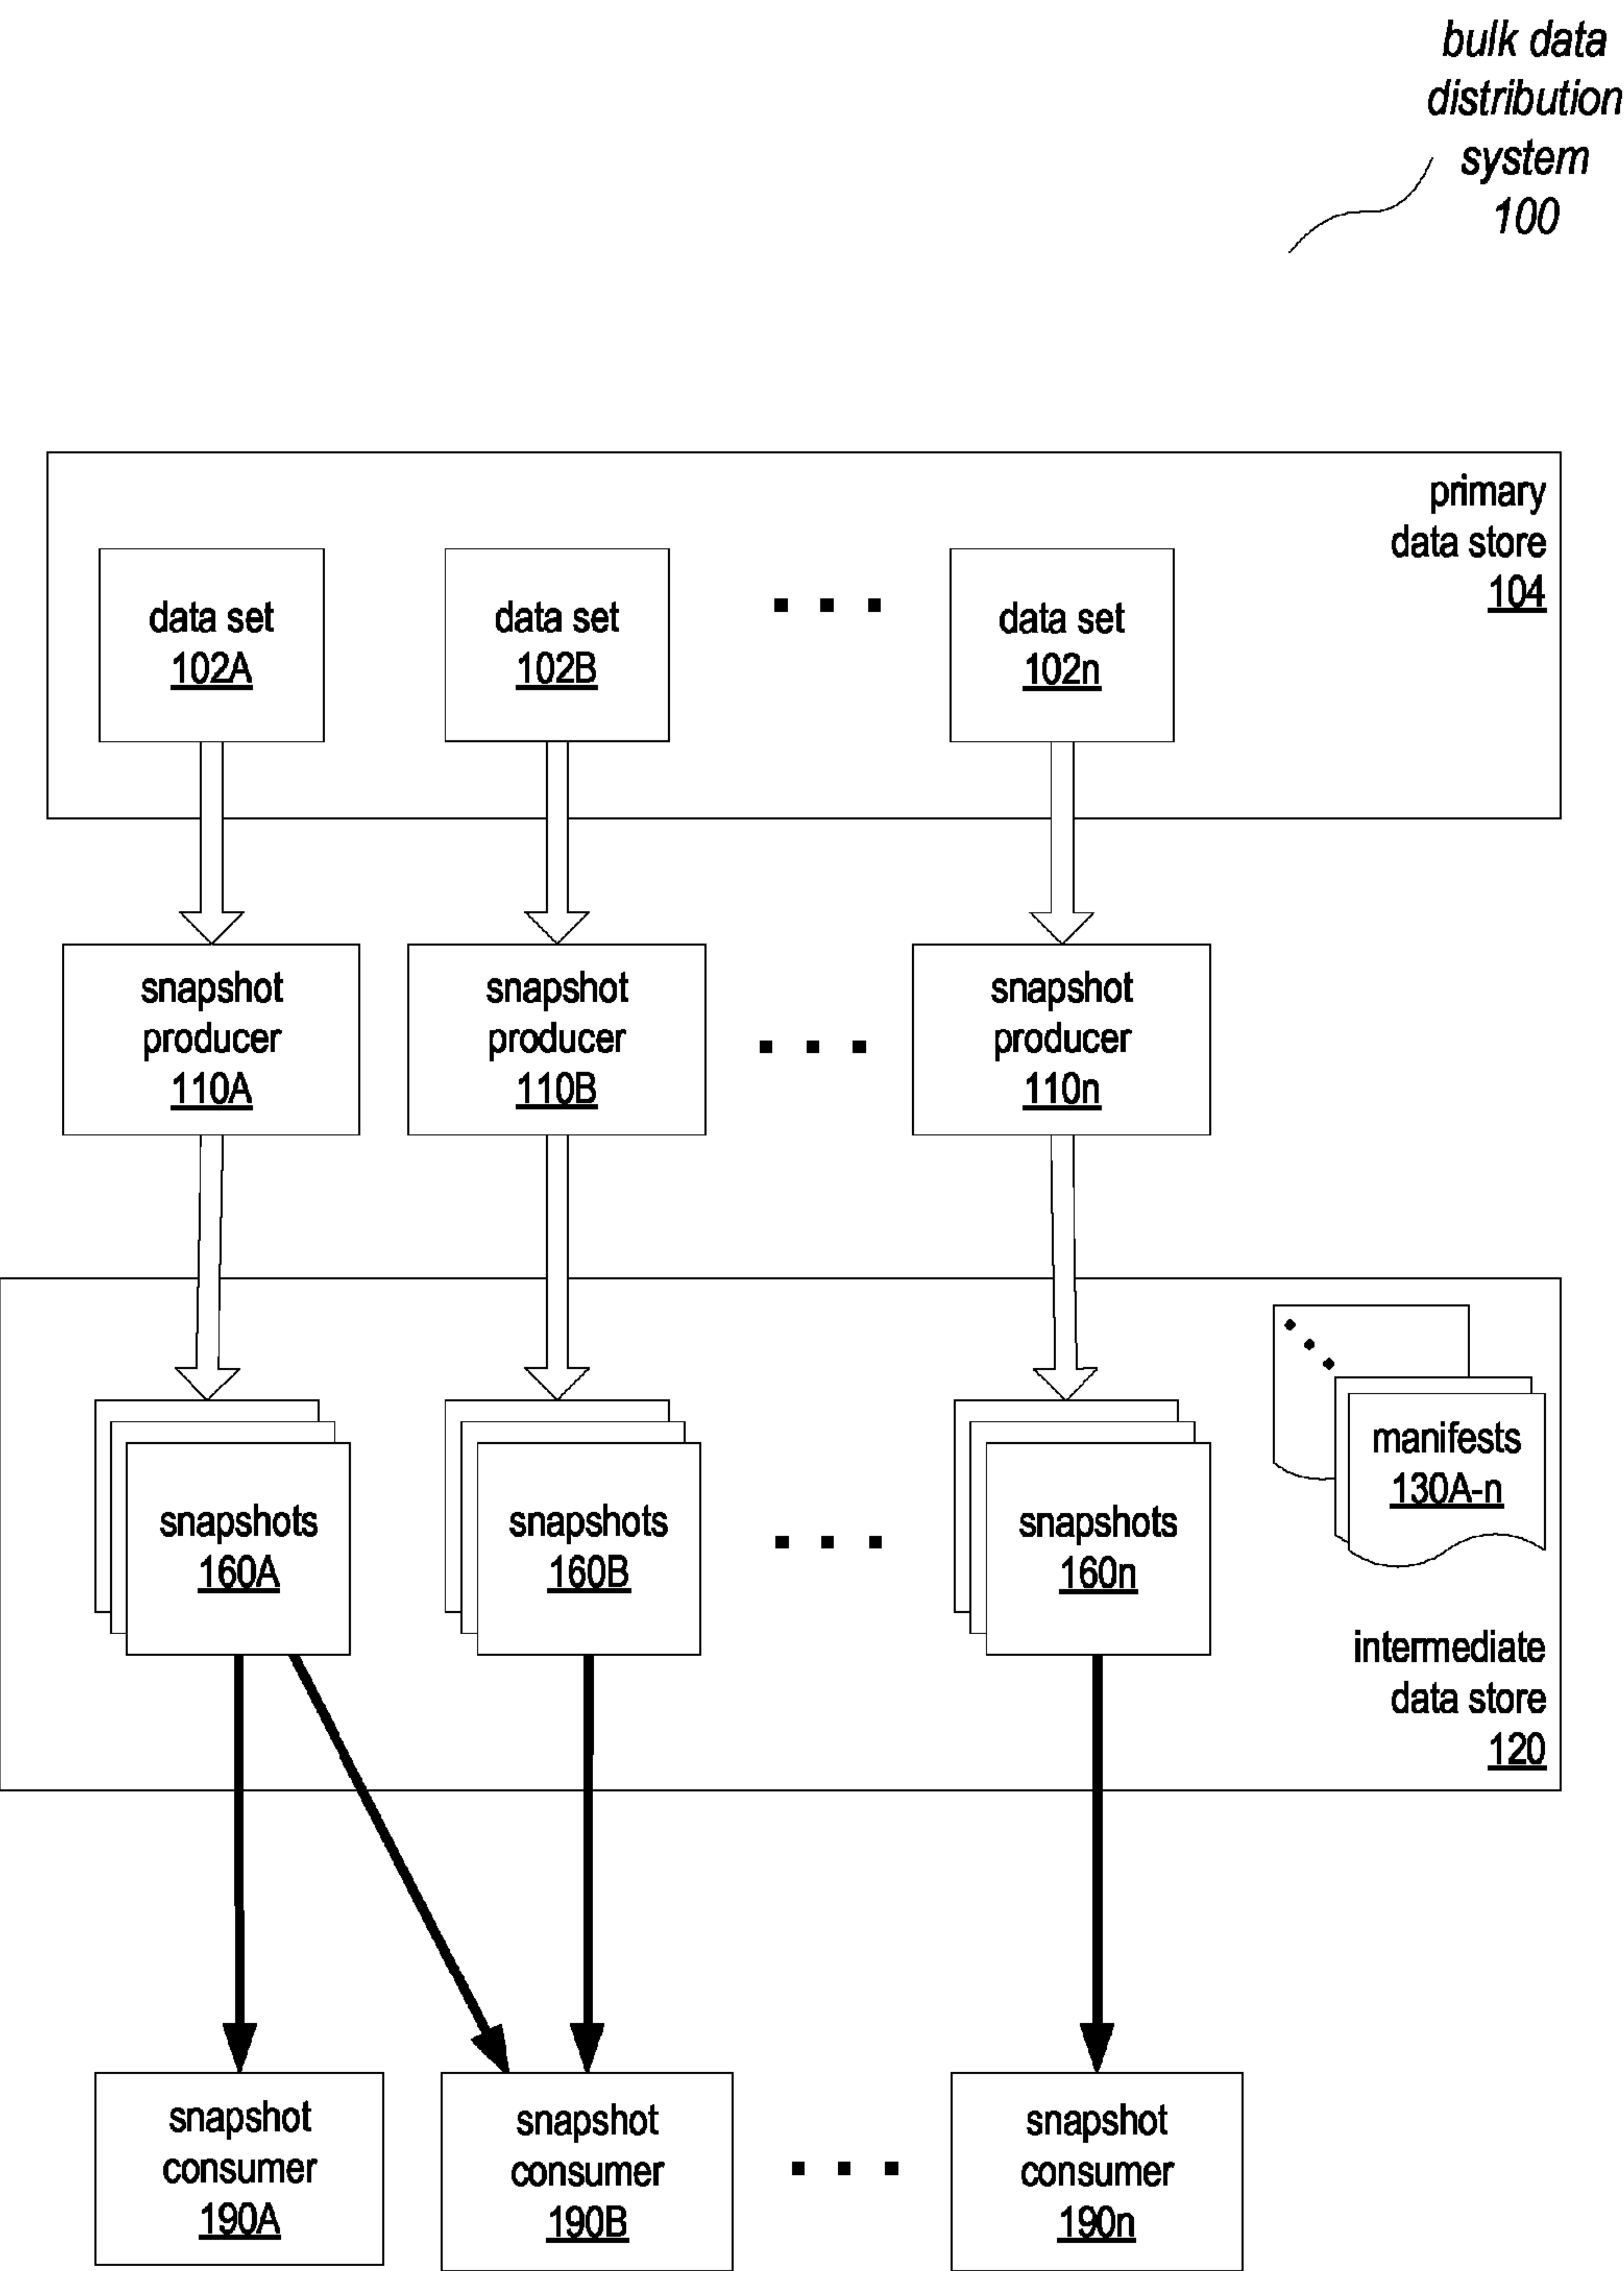 bulk data
distribution
system
100
primary
data store
104
data set
102A
data set
102B
data set
102n
snapshot
producer
110A
snapshot
producer
110B
snapshot
producer
110n
manifests
130A-n
snapshots
160A
snapshots
160B
snapshots
160n
intermediate
data store
120
snapshot
consumer
190A
snapshot
consumer
190B
snapshot
consumer
190n